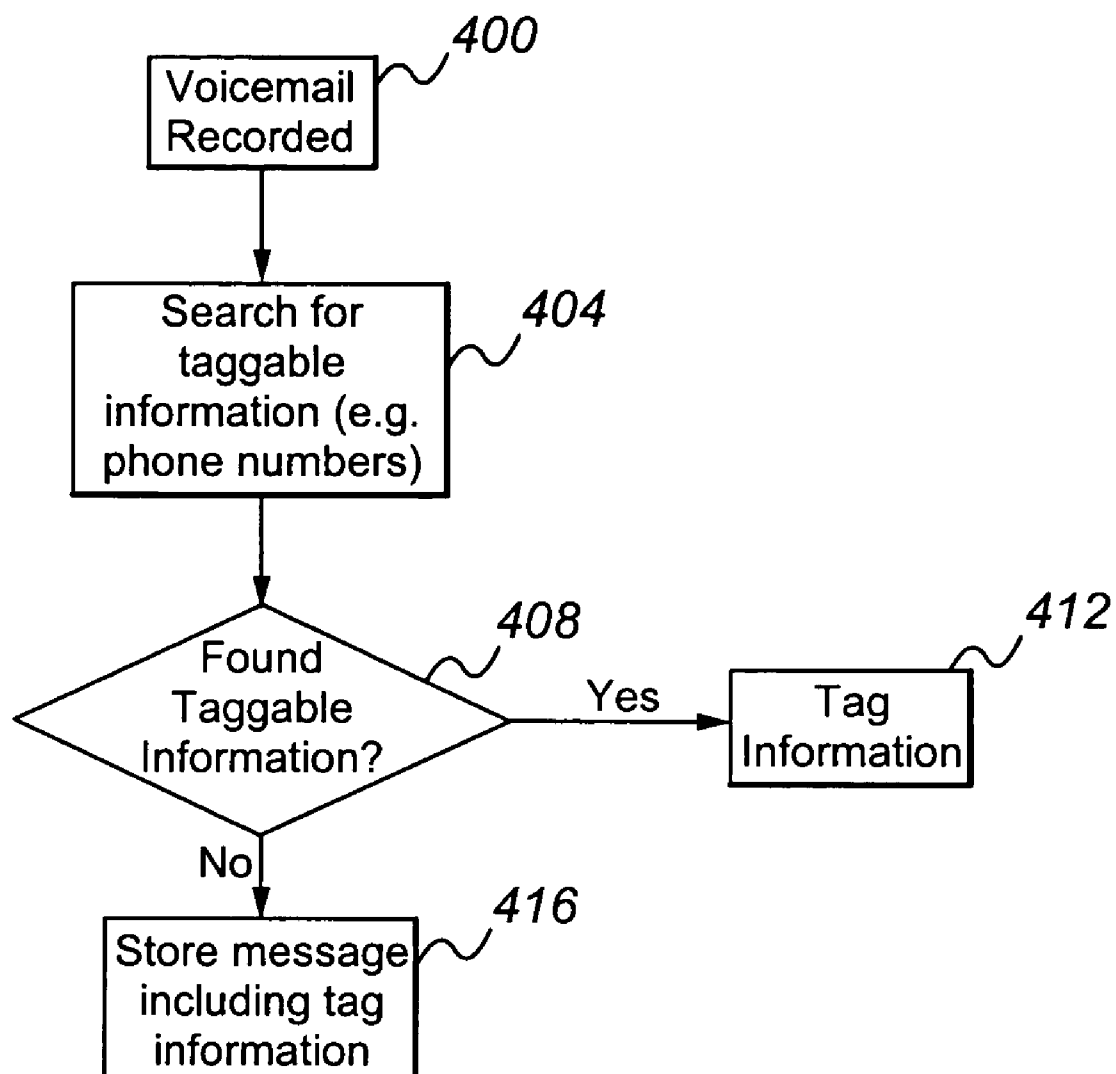 400
Voicemail
Recorded
404
Search for
taggable
information (e.g.
phone numbers)
408
Found
Taggable
Information?
Yes
412
Tag
Information
No
416
Store message
including tag
information